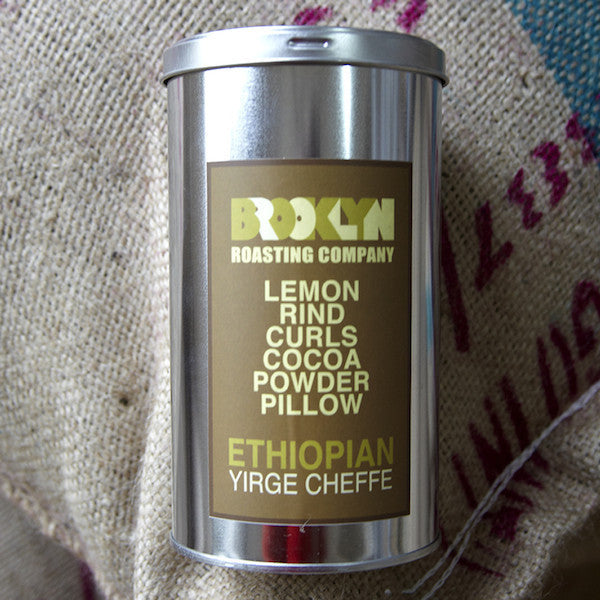 BROOKLYN
ROASTING COMPANY
LEMON
RIND
CURLS
COCOA
POWDER
PILLOW
ETHIOPIAN
YIRGE CHEFFE